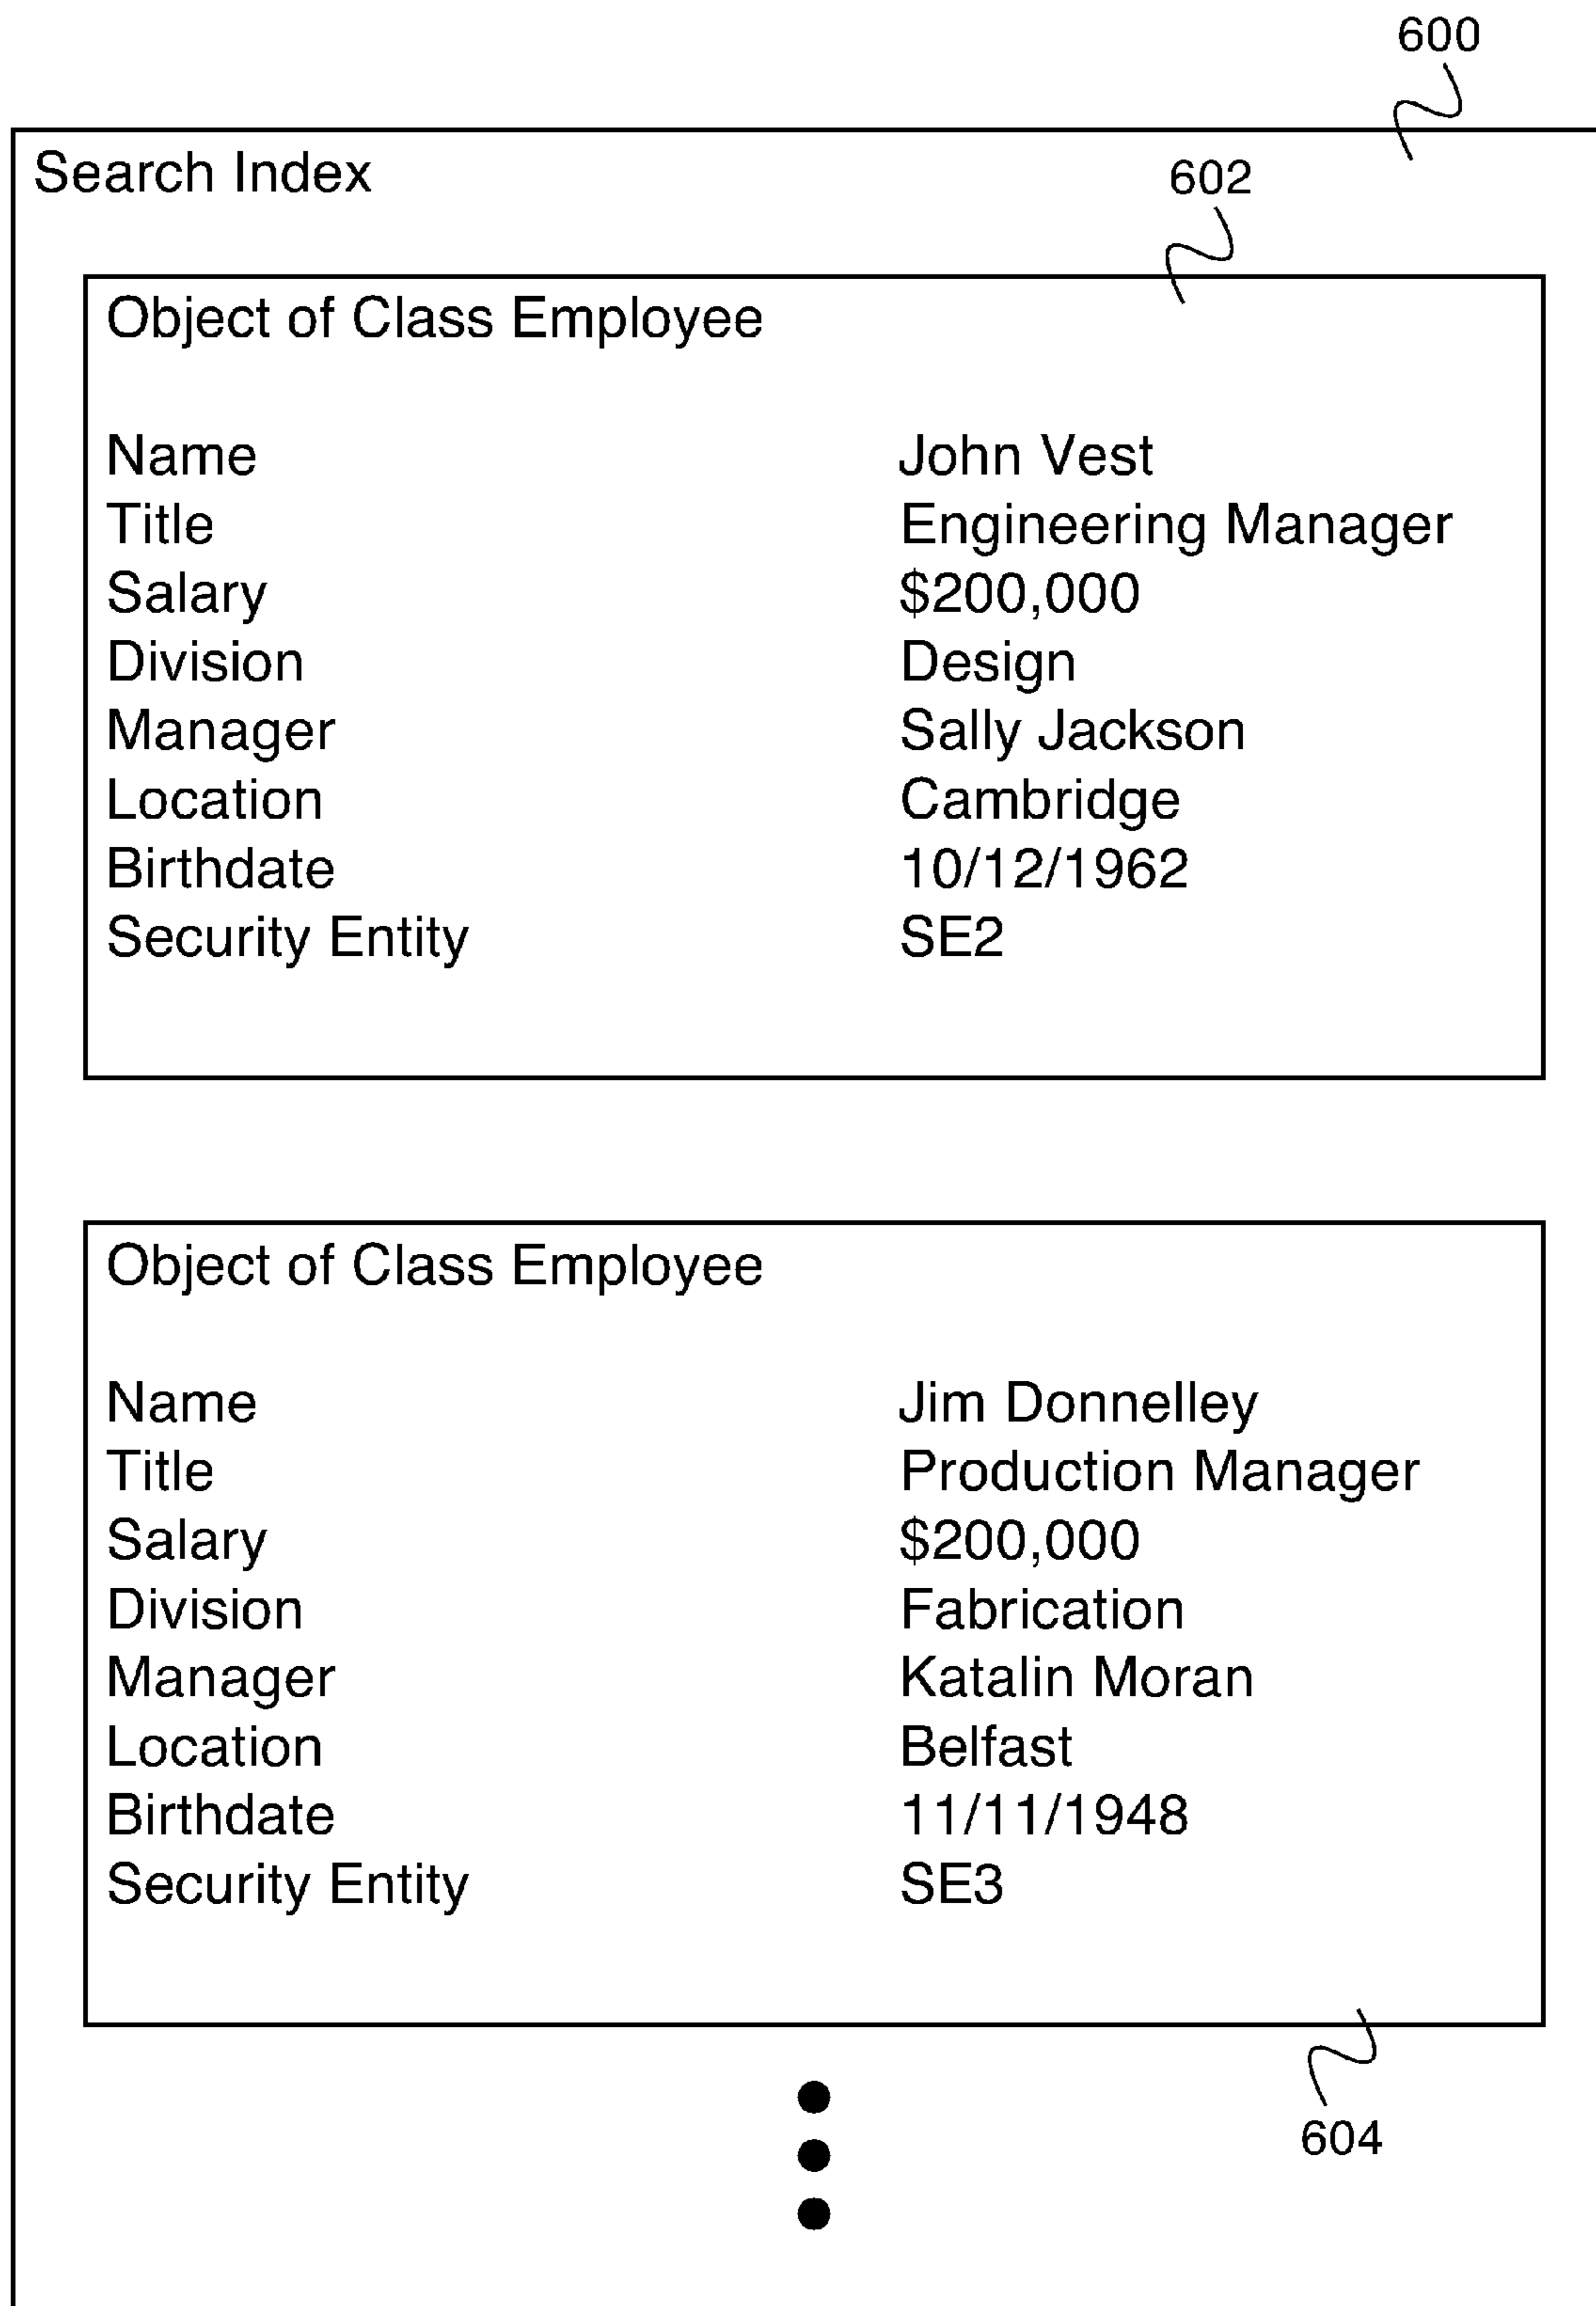 600
Search Index
602
Object of Class Employee
Name John Vest
Title Engineering Manager
Salary $200,000
Division Design
Manager Sally Jackson
Location Cambridge
Birthdate 10/12/1962
Security Entity SE2
Object of Class Employee
Name Jim Donnelley
Title Production Manager
Salary $200,000
Division Fabrication
Manager Katalin Moran
Location Belfast
Birthdate 11/11/1948
Security Entity SE3
604